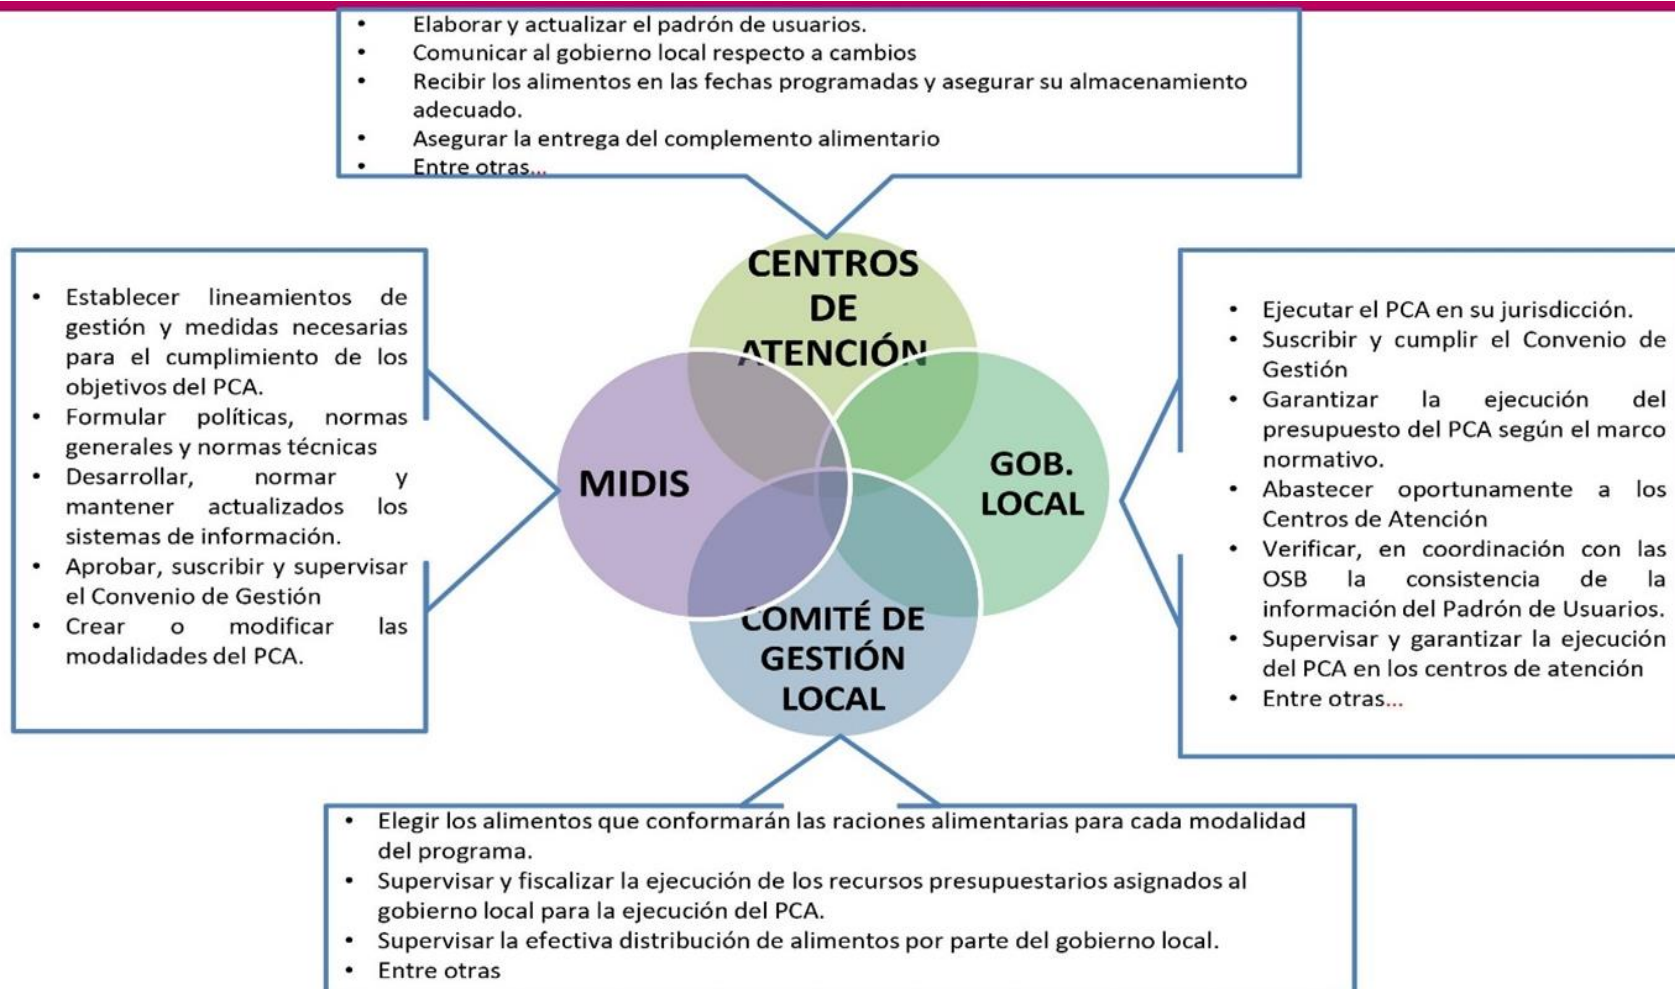 • Elaborar y actualizar el padrón de usuarios.
• Comunicar al gobierno local respecto a cambios
• Recibir los alimentos en las fechas programadas y asegurar su almacenamiento
adecuado.
• Asegurar la entrega del complemento alimentario
• Entre otras...
• Establecer lineamientos de
gestión y medidas necesarias
para el cumplimiento de los
objetivos del PCA.
• Formular políticas, normas
generales y normas técnicas
• Desarrollar, normar y
mantener actualizados los
sistemas de información.
• Aprobar, suscribir y supervisar
el Convenio de Gestión
• Crear o modificar las
modalidades del PCA.
CENTROS
DE
ATENCIÓN
MIDIS
GOB.
LOCAL
COMITÉ DE
GESTIÓN
LOCAL
• Ejecutar el PCA en su jurisdicción.
• Suscribir y cumplir el Convenio de
Gestión
• Garantizar la ejecución del
presupuesto del PCA según el marco
normativo.
• Abastecer oportunamente a los
Centros de Atención
• Verificar, en coordinación con las
OSB la consistencia de la
información del Padrón de Usuarios.
• Supervisar y garantizar la ejecución
del PCA en los centros de atención
• Entre otras...
• Elegir los alimentos que conformarán las raciones alimentarias para cada modalidad
del programa.
• Supervisar y fiscalizar la ejecución de los recursos presupuestarios asignados al
gobierno local para la ejecución del PCA.
• Supervisar la efectiva distribución de alimentos por parte del gobierno local.
• Entre otras